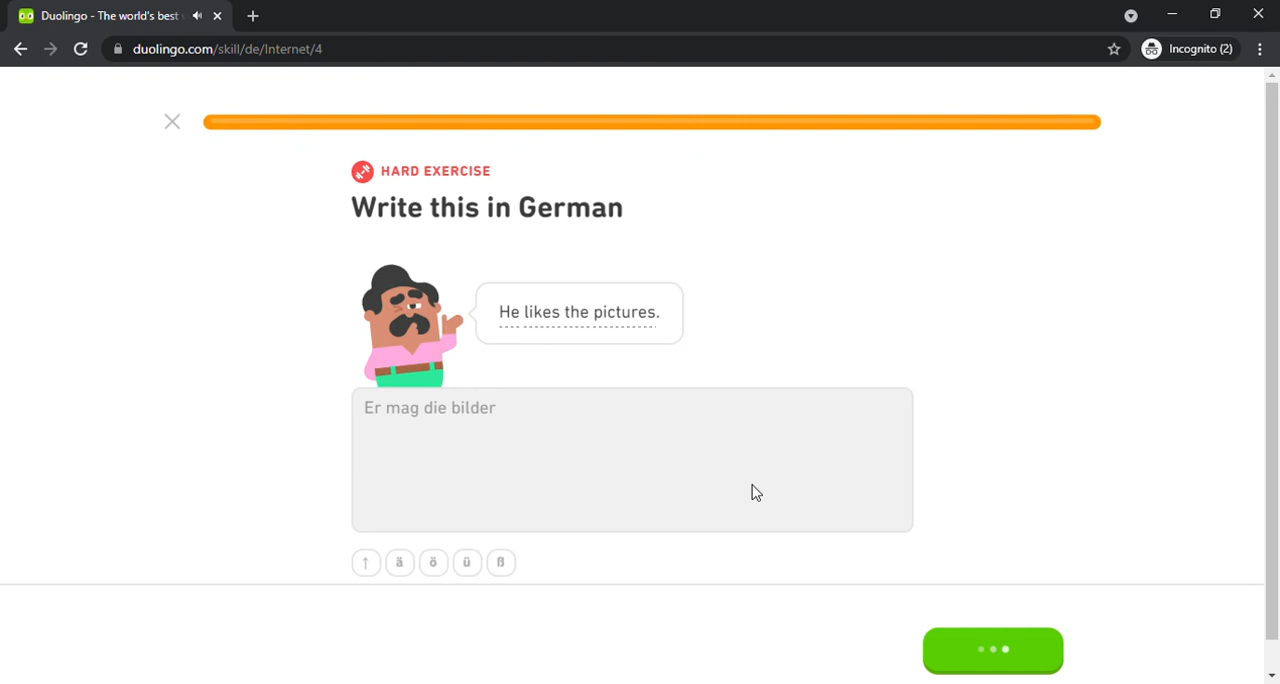 Duolingo - The world's best
duolingo.com/skill/de/Internet/4
Incognito (2)
HARD EXERCISE
Write this in German
He likes the pictures.
Er mag die bilder
↑ ä ö ü ß